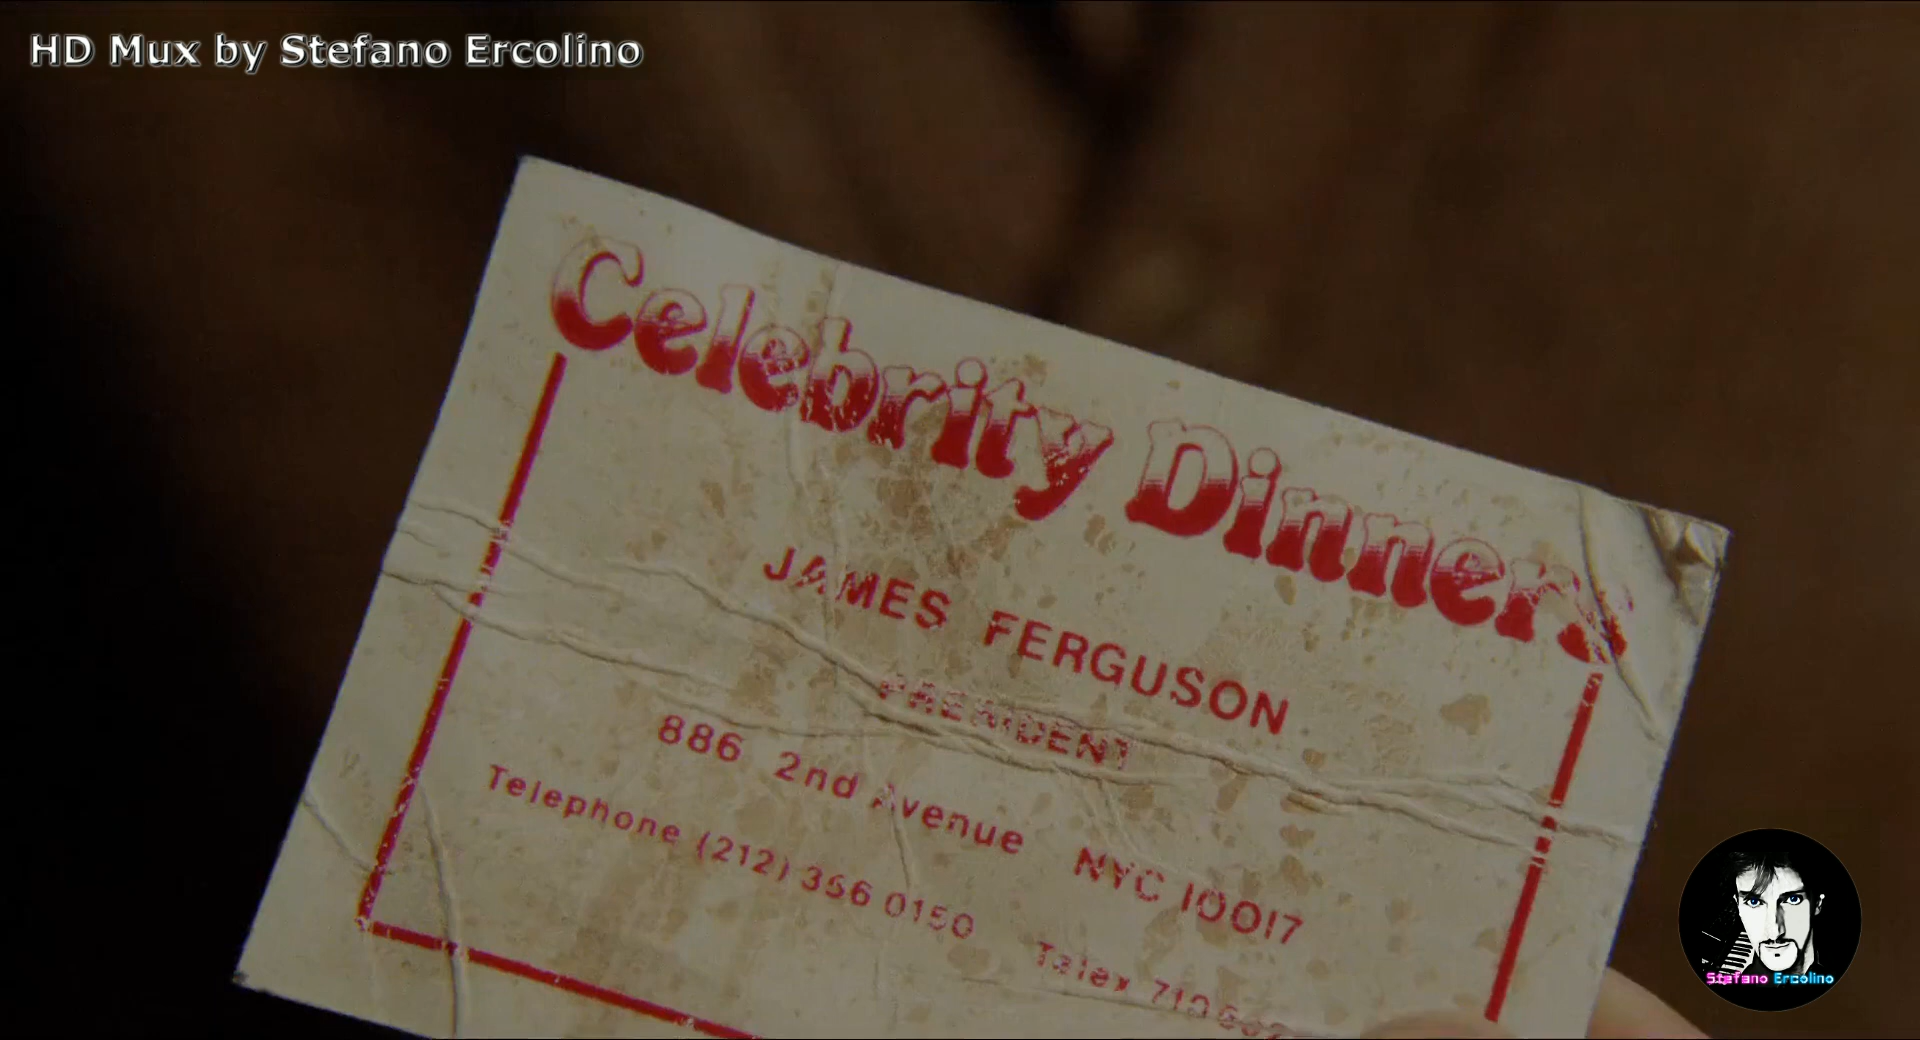 HD Mux by Stefano Ercolino
Celebrity Dinners
JAMES FERGUSON
PRESIDENT
886 2nd Avenue NYC 10017
Telephone (212) 356 0150 Telex 710
Stefano Ercolino